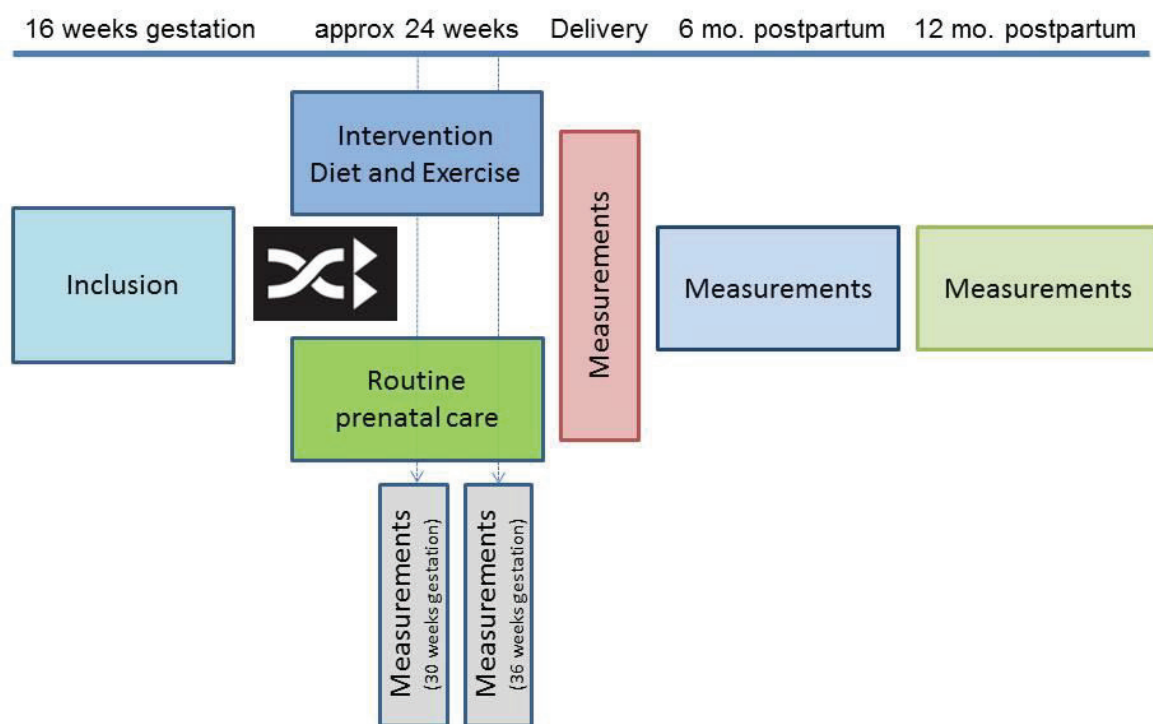 16 weeks gestation
approx 24 weeks
Delivery
6 mo. postpartum
12 mo. postpartum
Intervention
Diet and Exercise
Inclusion
Measurements
Measurements
Measurements
Routine
prenatal care
Measurements
(30 weeks gestation)
Measurements
(36 weeks gestation)